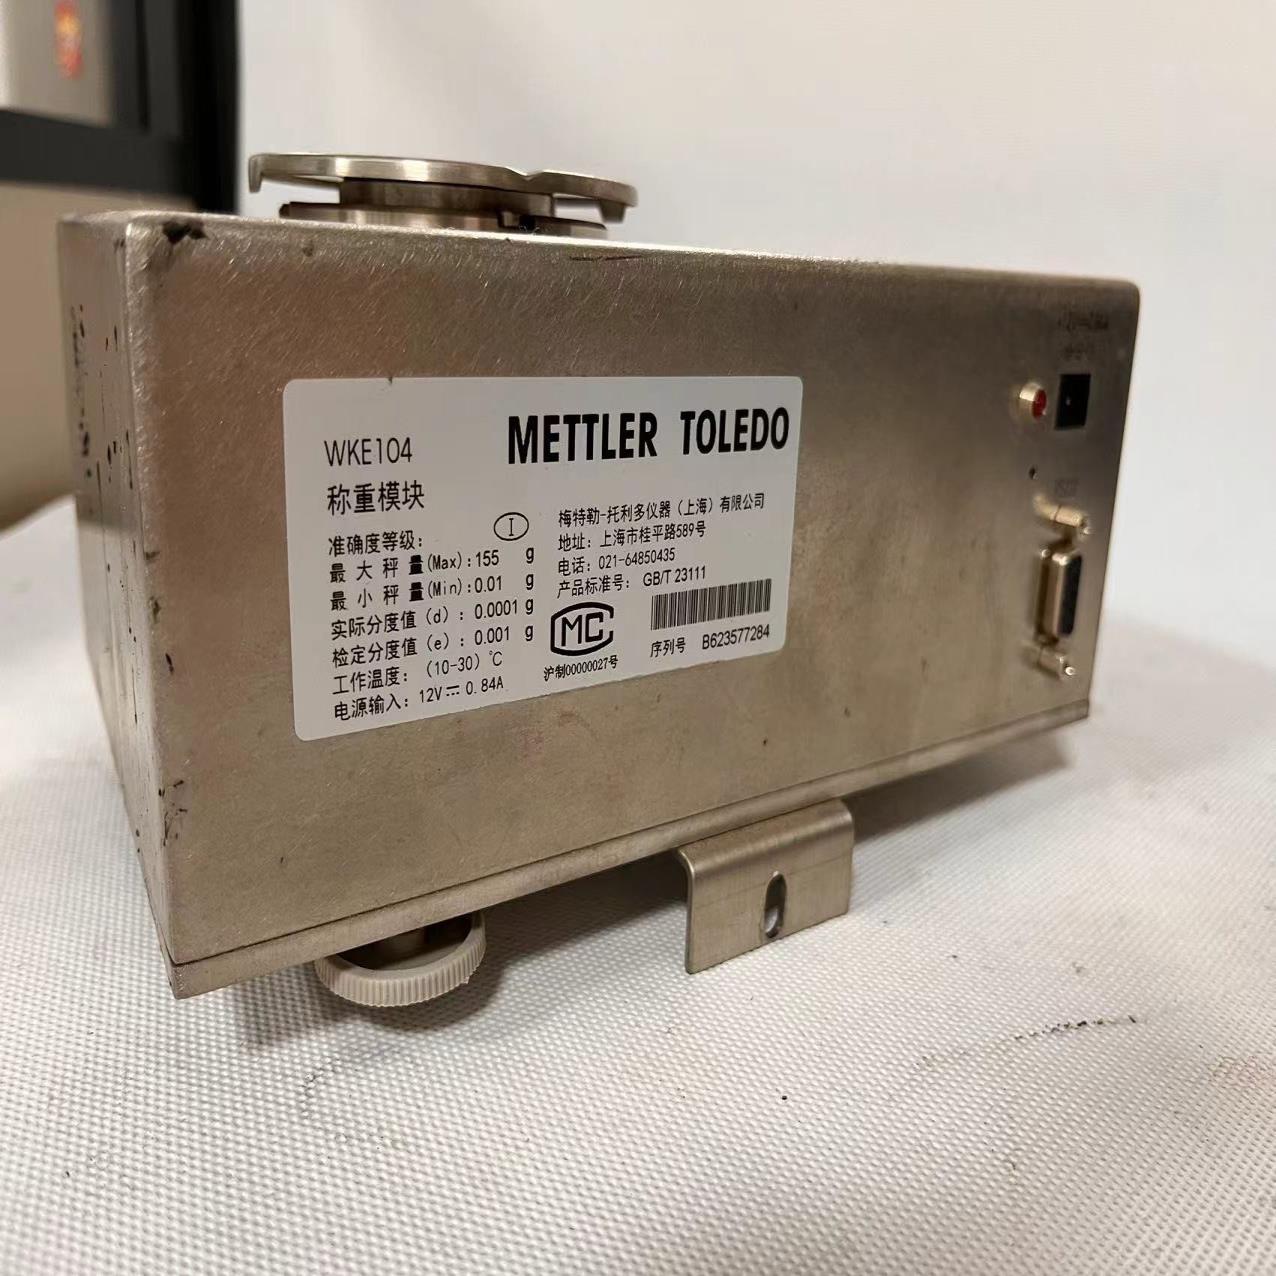 WKE104
METTLER TOLEDO
称重模块
准确度等级: I
最大秤量(Max):155 g
最小秤量(Min):0.01 g
实际分度值(d): 0.0001 g
检定分度值(e): 0.001 g
工作温度: (10-30)℃
电源输入: 12V⎓0.84A
梅特勒-托利多仪器(上海)有限公司
地址: 上海市桂平路589号
电话: 021-64850435
产品标准号: GB/T 23111
MC
沪制00000027号
序列号 B623577284